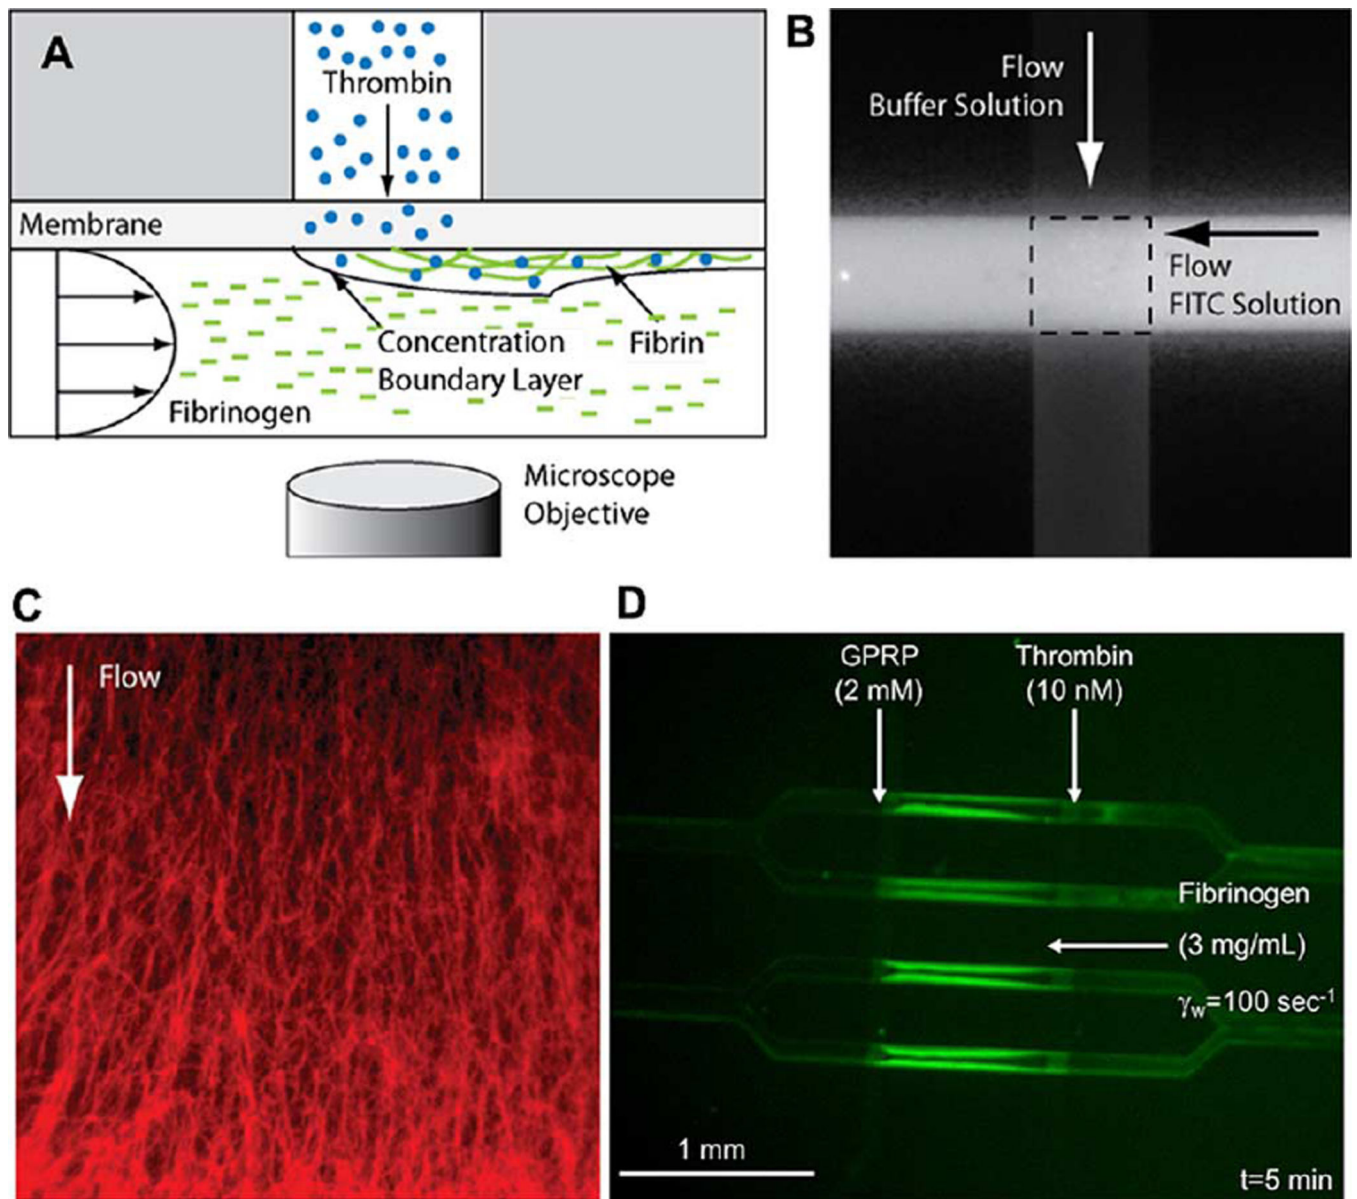 A
Thrombin
Membrane
Concentration
Boundary Layer
Fibrin
Fibrinogen
Microscope
Objective
B
Flow
Buffer Solution
Flow
FITC Solution
C
Flow
D
GPRP
(2 mM)
Thrombin
(10 nM)
Fibrinogen
(3 mg/mL)
γw=100 sec-1
1 mm
t=5 min